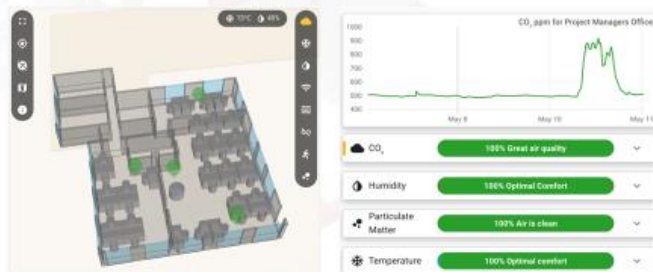 10°C 48%
CO₂ ppm for Project Managers Office
1000
900
800
700
600
500
400
May 9
May 10
May 11
CO₂ 100% Great air quality
Humidity 100% Optimal Comfort
Particulate
Matter
100% Air is clean
Temperature 100% Optimal comfort